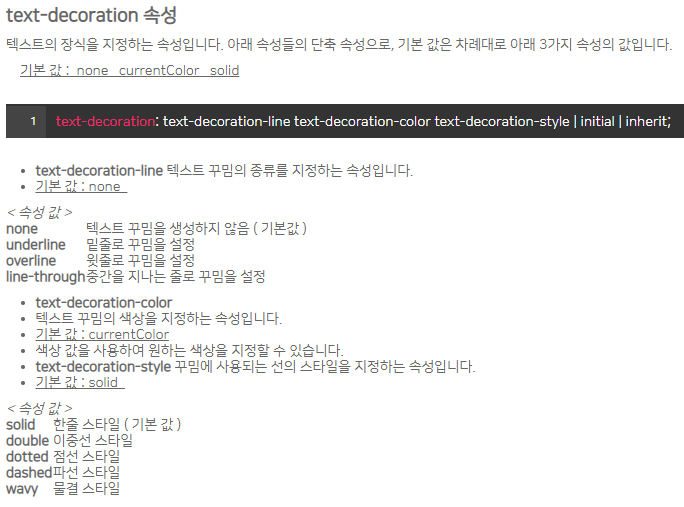 text-decoration 속성
텍스트의 장식을 지정하는 속성입니다. 아래 속성들의 단축 속성으로, 기본 값은 차례대로 아래 3가지 속성의 값입니다.
기본 값 : none currentColor solid
1 text-decoration: text-decoration-line text-decoration-color text-decoration-style | initial | inherit;
• text-decoration-line 텍스트 꾸밈의 종류를 지정하는 속성입니다.
• 기본 값 : none
< 속성 값 >
none 텍스트 꾸밈을 생성하지 않음 ( 기본값 )
underline 밑줄로 꾸밈을 설정
overline 윗줄로 꾸밈을 설정
line-through중간을 지나는 줄로 꾸밈을 설정
• text-decoration-color
• 텍스트 꾸밈의 색상을 지정하는 속성입니다.
• 기본 값 : currentColor
• 색상 값을 사용하여 원하는 색상을 지정할 수 있습니다.
• text-decoration-style 꾸밈에 사용되는 선의 스타일을 지정하는 속성입니다.
• 기본 값 : solid
< 속성 값 >
solid 한줄 스타일 ( 기본 값 )
double 이중선 스타일
dotted 점선 스타일
dashed파선 스타일
wavy 물결 스타일